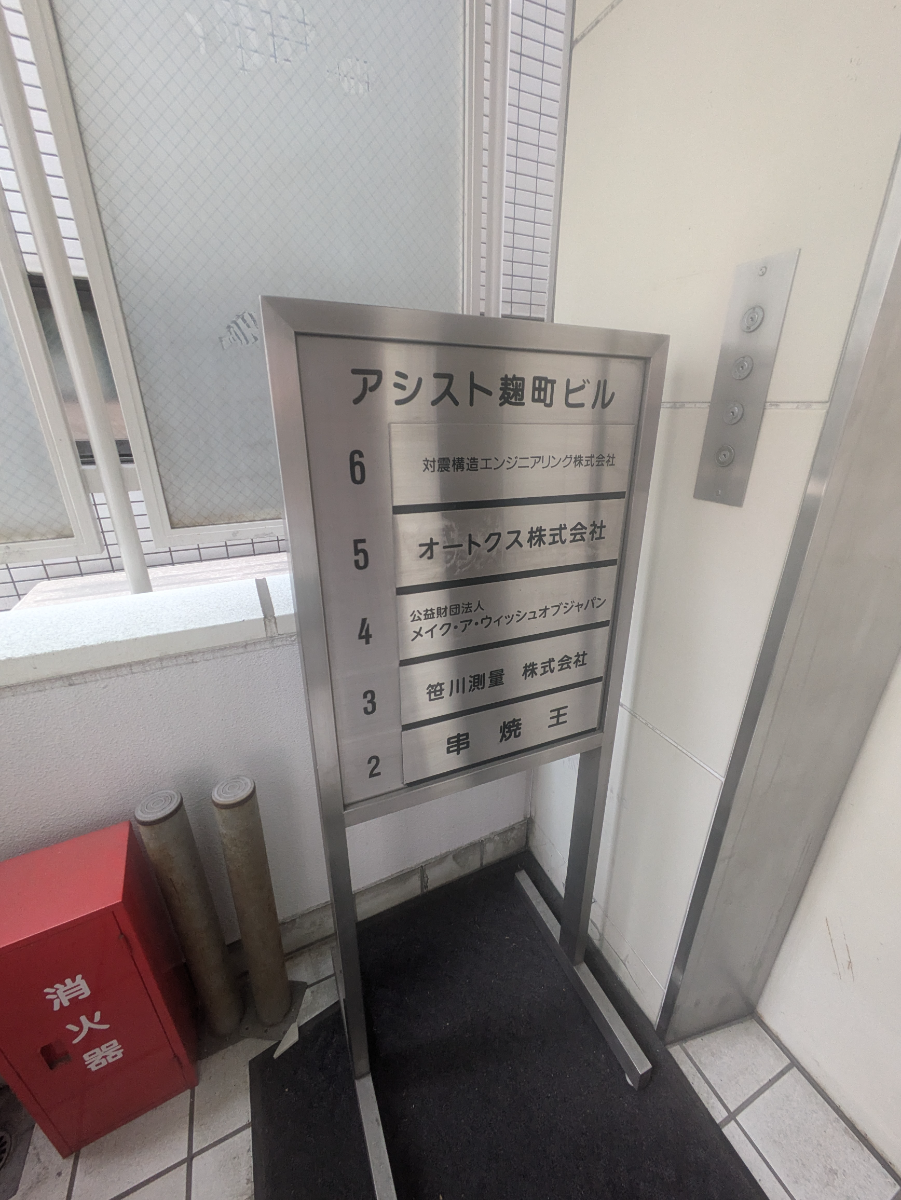 アシスト麹町ビル
6 対震構造エンジニアリング株式会社
5 オートクス株式会社
4 公益財団法人
メイク・ア・ウィッシュオブジャパン
3 笹川測量 株式会社
2 串焼王
消火器